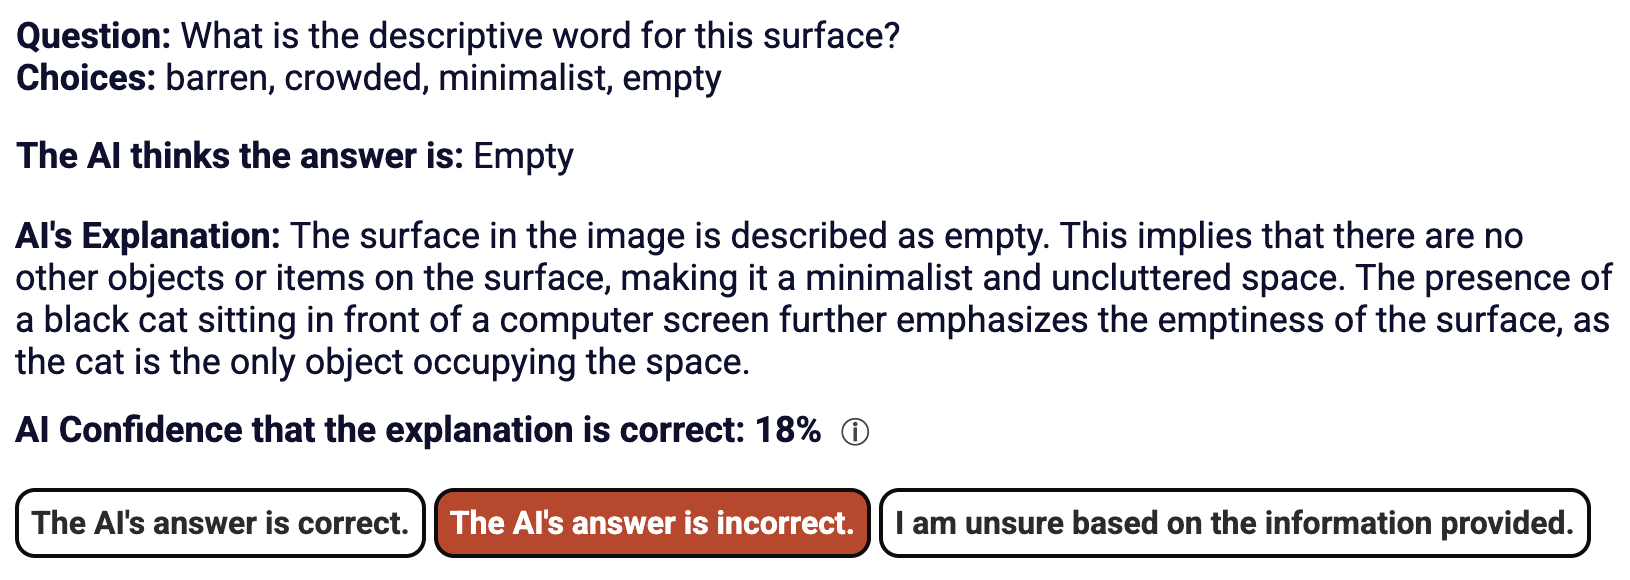 Question: What is the descriptive word for this surface?
Choices: barren, crowded, minimalist, empty
The AI thinks the answer is: Empty
AI's Explanation: The surface in the image is described as empty. This implies that there are no
other objects or items on the surface, making it a minimalist and uncluttered space. The presence of
a black cat sitting in front of a computer screen further emphasizes the emptiness of the surface, as
the cat is the only object occupying the space.
AI Confidence that the explanation is correct: 18% ⓘ
The AI's answer is correct. The AI's answer is incorrect. I am unsure based on the information provided.